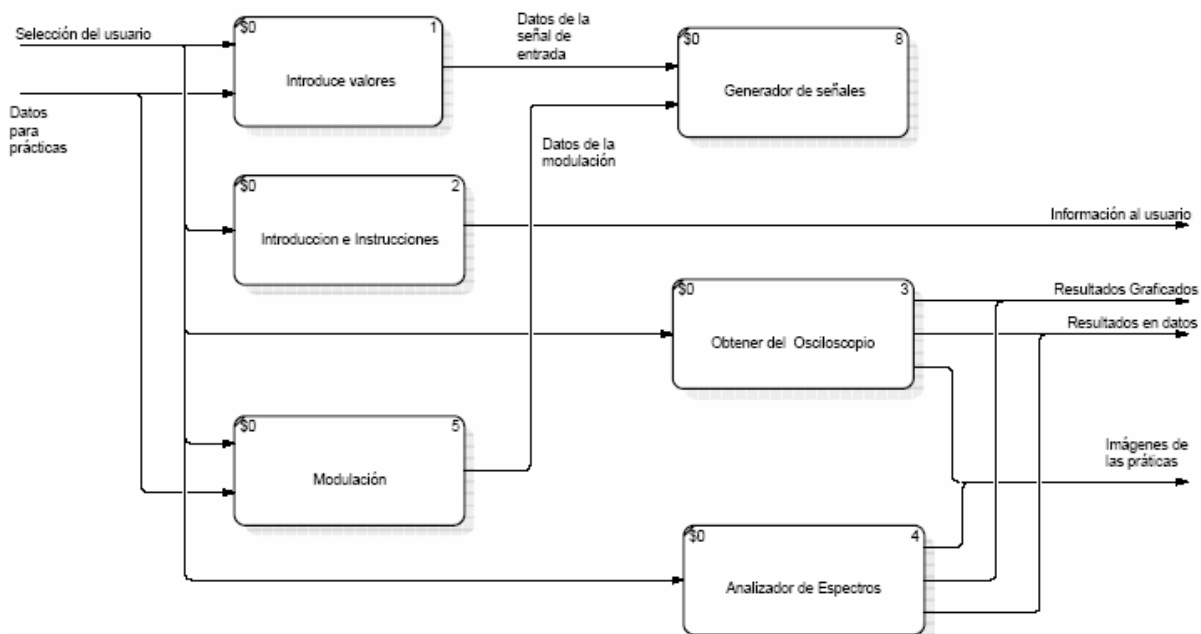 Selección del usuario
Datos
para
prácticas
$0 1
Introduce valores
Datos de la
señal de
entrada
$0 8
Generador de señales
Datos de la
modulación
$0 2
Introduccion e Instrucciones
Información al usuario
$0 3
Obtener del Osciloscopio
Resultados Graficados
Resultados en datos
$0 5
Modulación
Imágenes de
las práticas
$0 4
Analizador de Espectros